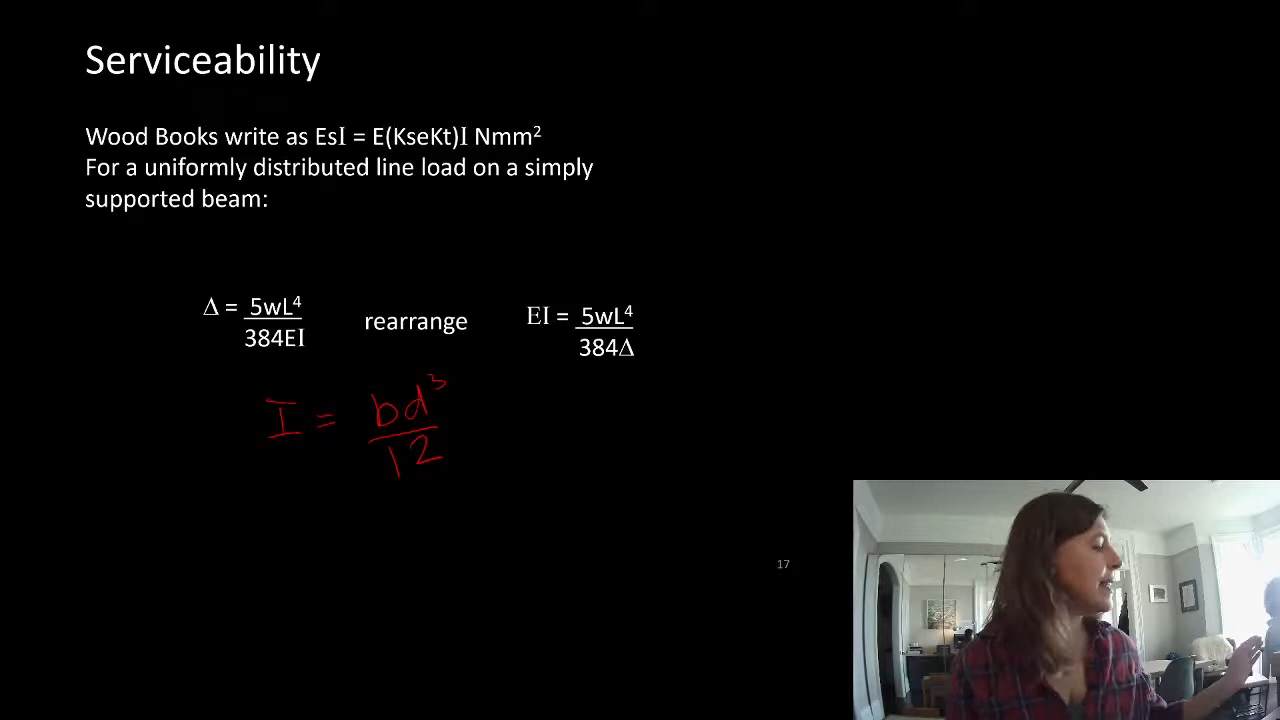 Serviceability
Wood Books write as EsI = E(KseKt)I Nmm²
For a uniformly distributed line load on a simply
supported beam:
Δ = 5wL⁴
384EI
rearrange
EI = 5wL⁴
384Δ
I = bd³
12
17